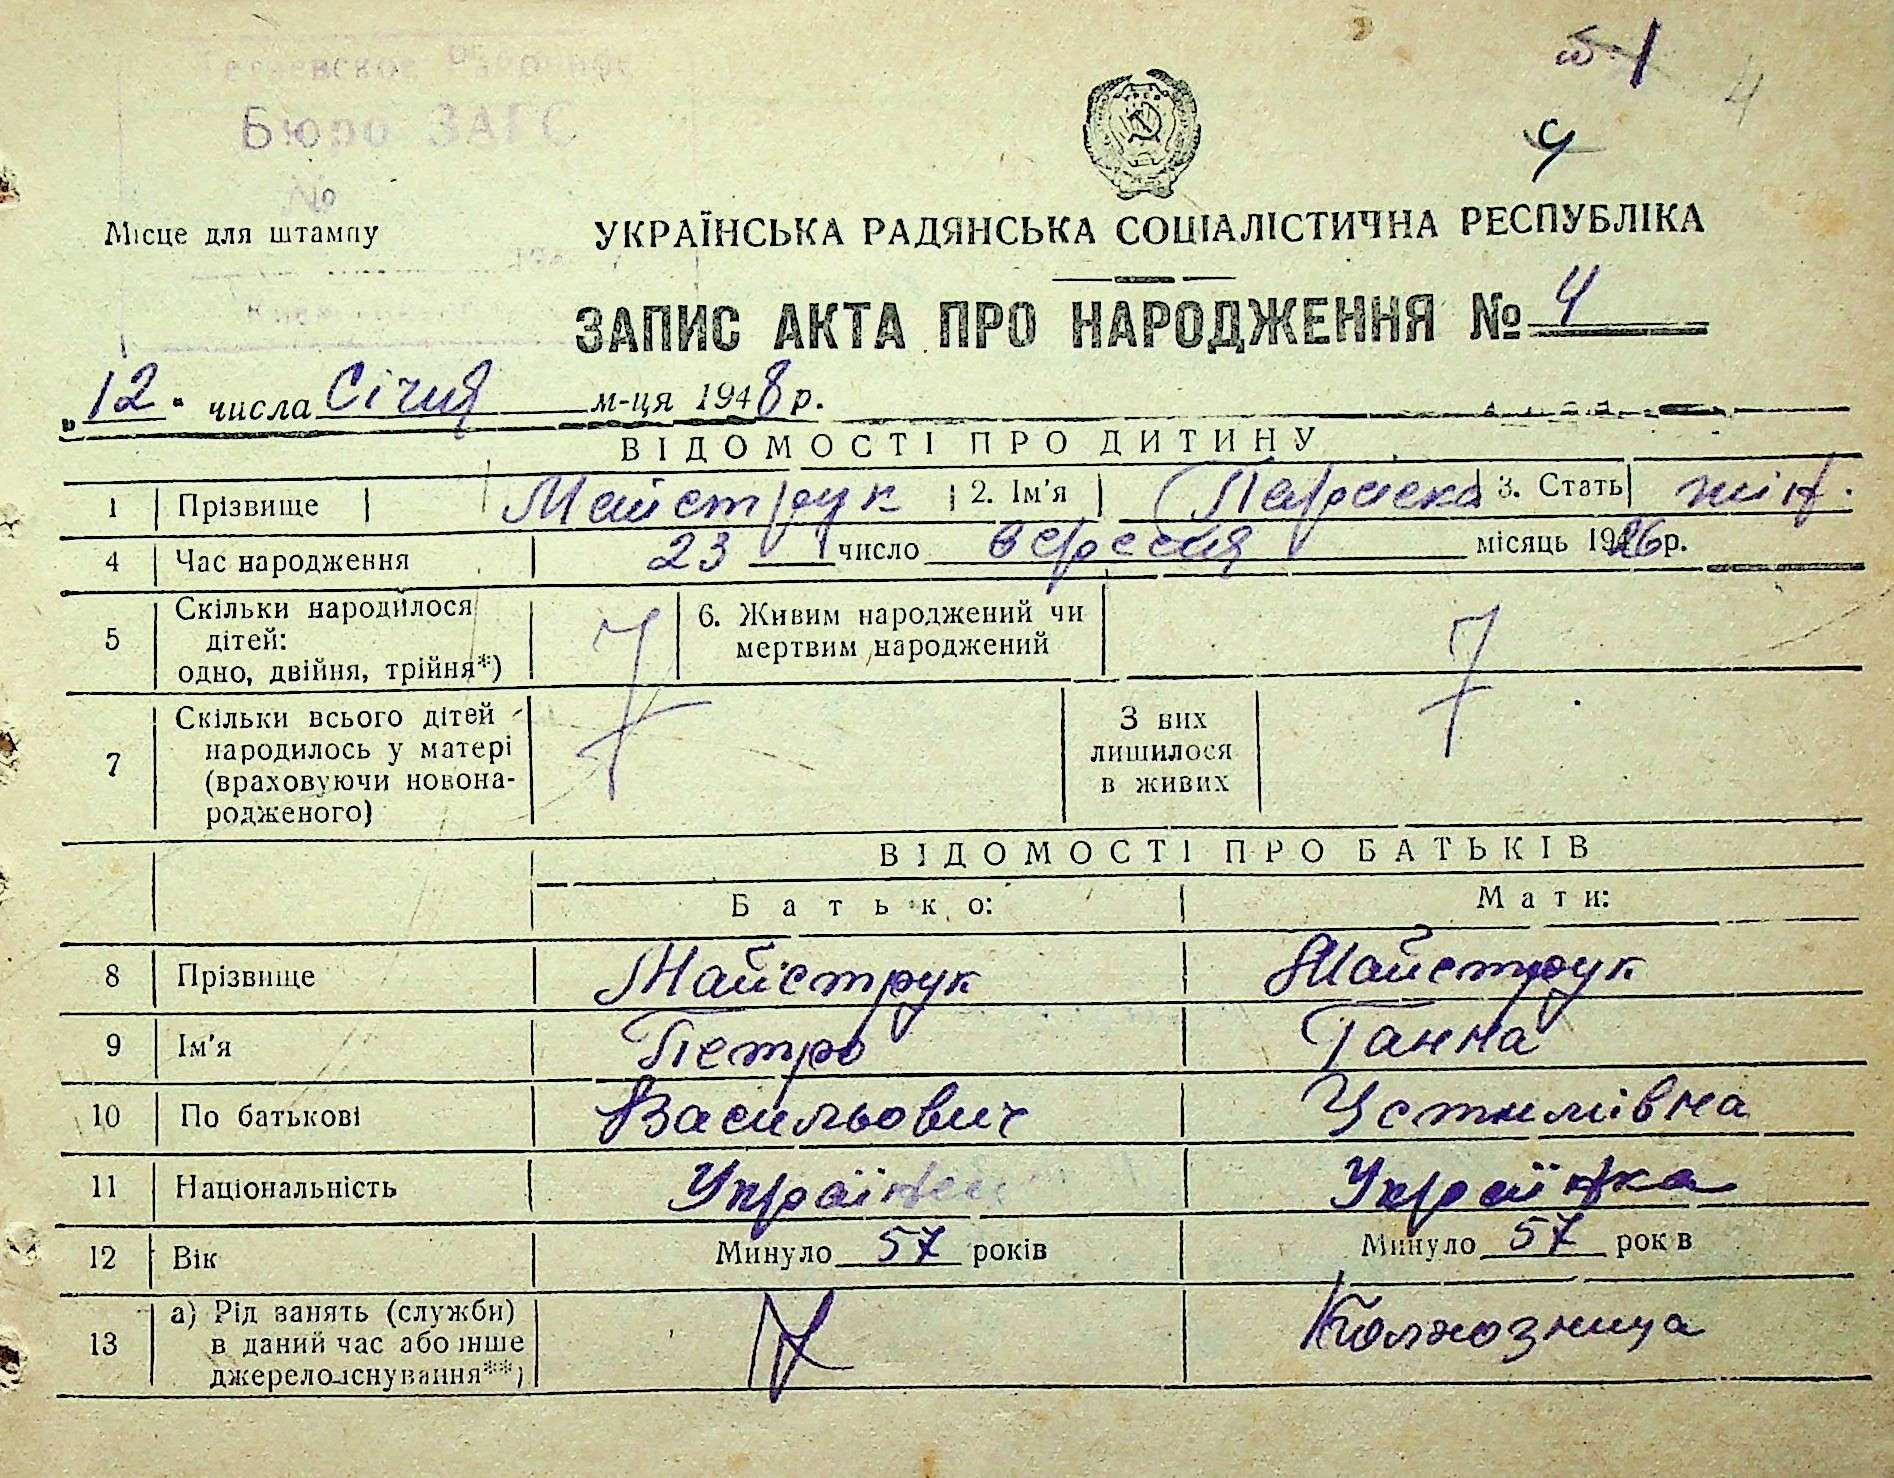 Бюро ЗАГС
№
4
Місце для штампу
УКРАЇНСЬКА РАДЯНСЬКА СОЦІАЛІСТИЧНА РЕСПУБЛІКА
ЗАПИС АКТА ПРО НАРОДЖЕННЯ № 4
„12" числа Січня м-ця 1948 р.
ВІДОМОСТІ ПРО ДИТИНУ
1 Прізвище Майструк 2. Ім'я Параска 3. Стать жін.
4 Час народження 23 число вересня місяць 1926 р.
5 Скільки народилося дітей: одно, двійня, трійня*) 6. Живим народжений чи мертвим народжений
7 Скільки всього дітей народилось у матері (враховуючи новонародженого) З них лишилося в живих
ВІДОМОСТІ ПРО БАТЬКІВ
Батько: Мати:
8 Прізвище Майструк Майструк
9 Ім'я Петро Ганна
10 По батькові Васильович Устимівна
11 Національність Українец Українка
12 Вік Минуло 57 років Минуло 57 років
13 а) Рід занять (служби) в даний час або інше джерело існування**) Колхозница